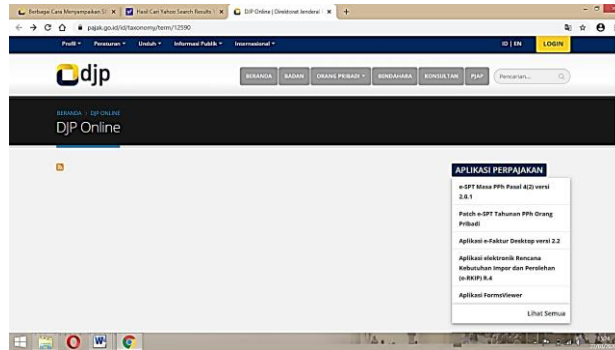 Berbagai Cara Menyampaikan S
Hasil Cari Yahoo Search Results
DJP Online | Direktorat Jenderal
pajak.go.id/id/taxonomy/term/12590
Profil
Peraturan
Unduh
Informasi Publik
Internasional
ID | EN
LOGIN
djp
BERANDA
BADAN
ORANG PRIBADI
BENDAHARA
KONSULTAN
PJAP
Pencarian...
BERANDA > DJP ONLINE
DJP Online
APLIKASI PERPAJAKAN
e-SPT Masa PPh Pasal 4(2) versi
2.0.1
Patch e-SPT Tahunan PPh Orang
Pribadi
Aplikasi e-Faktur Desktop versi 2.2
Aplikasi elektronik Rencana
Kebutuhan Impor dan Perolehan
(e-RKIP) R.4
Aplikasi FormsViewer
Lihat Semua